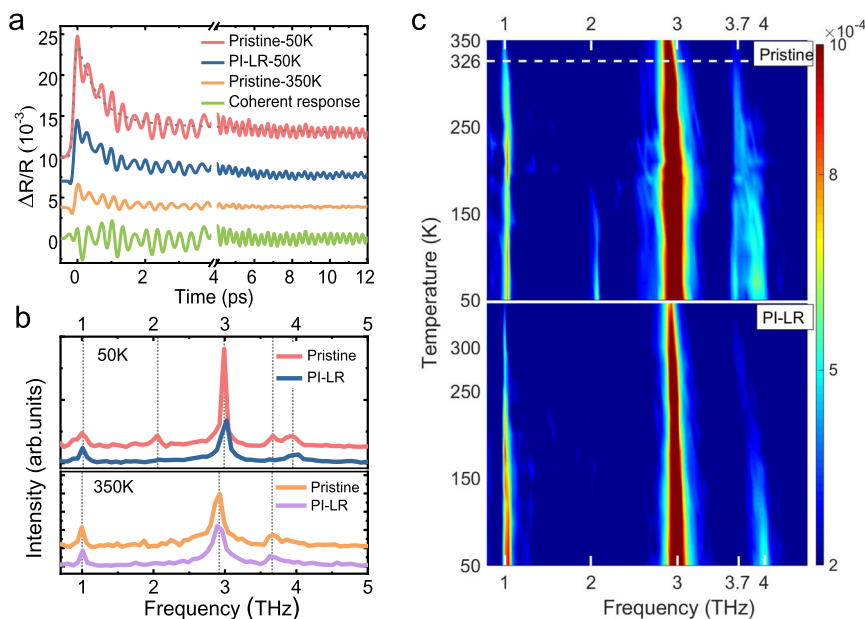 a
25
20
15
10
5
0
ΔR/R (10⁻³)
Pristine-50K
PI-LR-50K
Pristine-350K
Coherent response
0 2 4 6 8 10 12
Time (ps)
b
1 2 3 4 5
50K
Pristine
PI-LR
350K
Pristine
PI-LR
Intensity (arb.units)
1 2 3 4 5
Frequency (THz)
c
1 2 3 3.7 4
×10⁻⁴
350
326
250
150
50
Pristine
300
250
150
50
PI-LR
Temperature (K)
1 2 3 3.7 4
Frequency (THz)
10
8
6
4
2